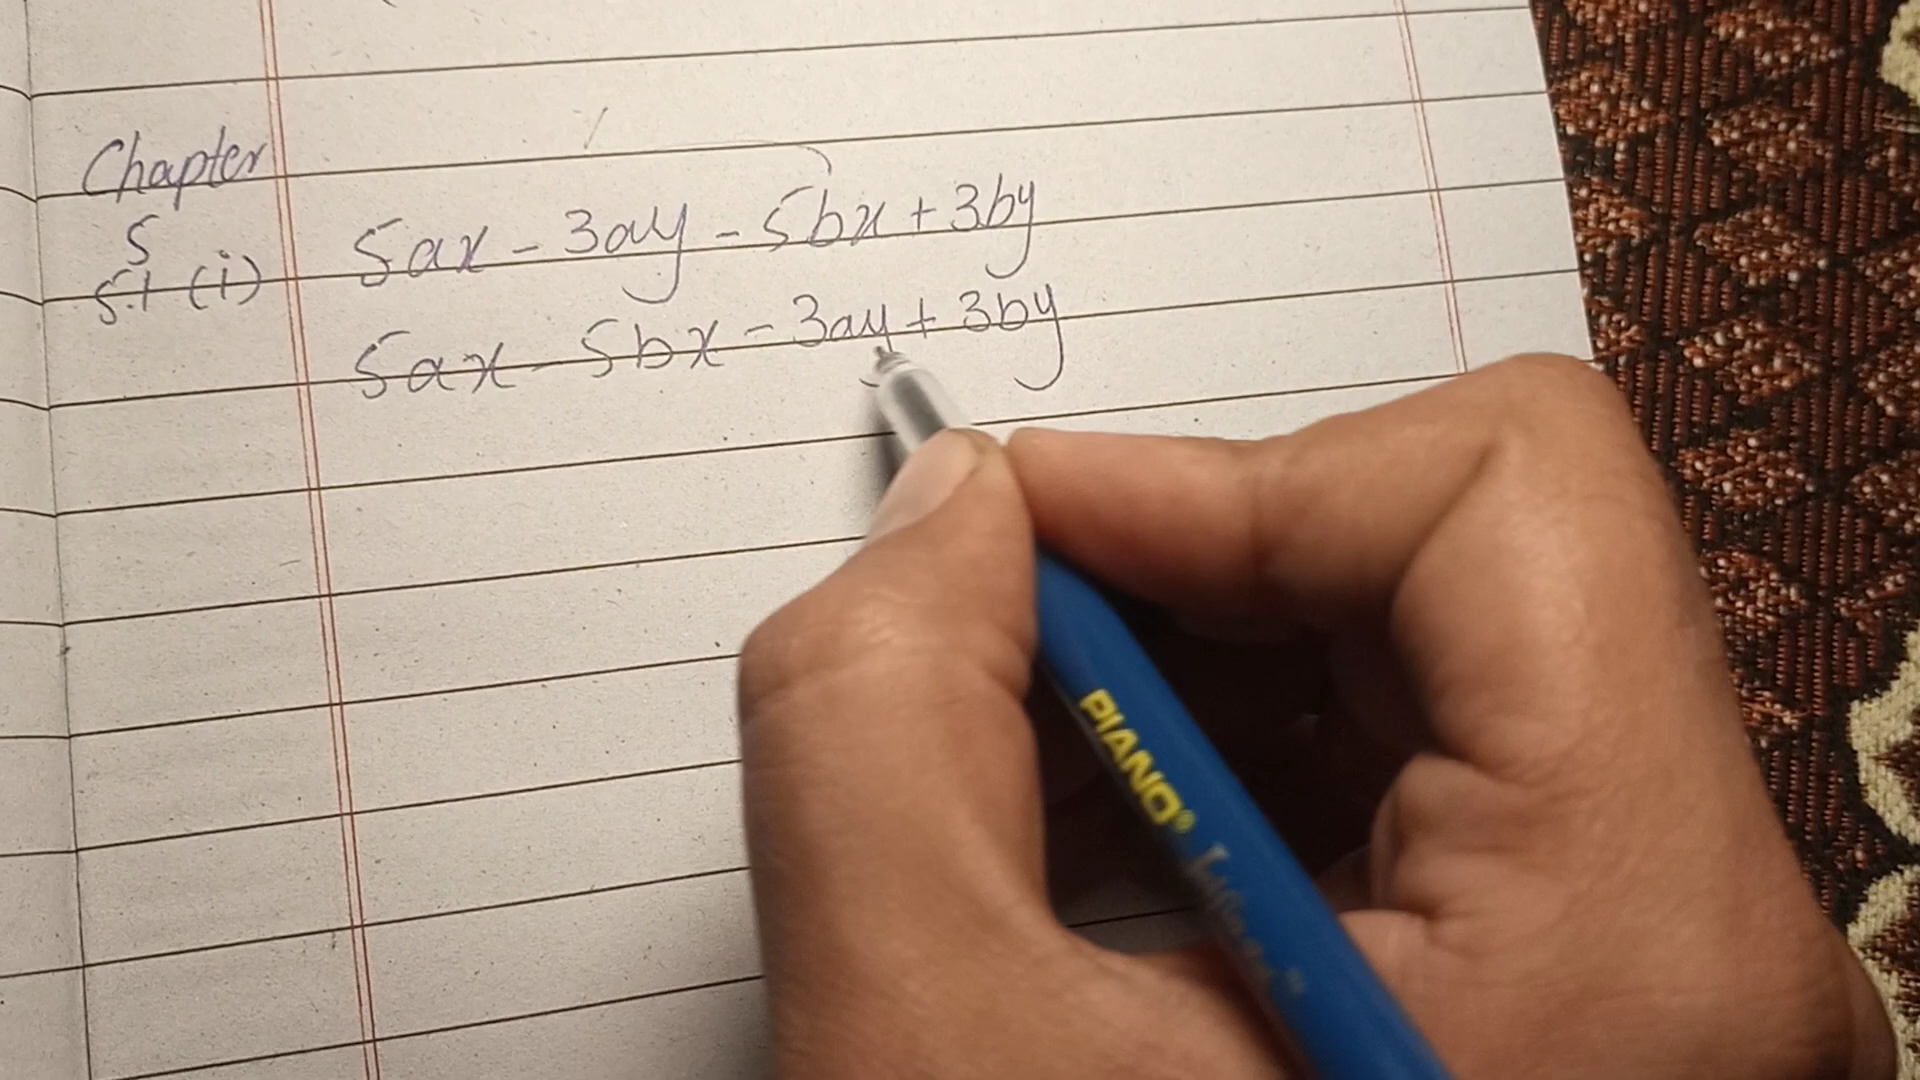 Chapter
5
5.1 (i) 5ax - 3ay - 5bx + 3by
5ax - 5bx - 3ay + 3by
PIANO®